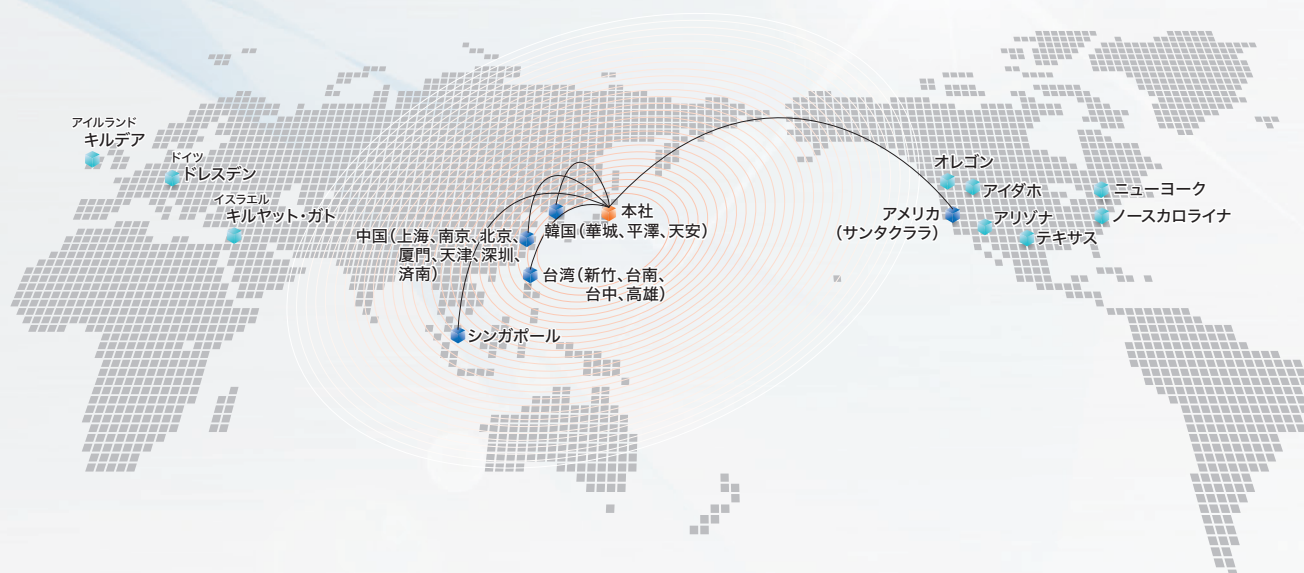 アイルランド
キルデア
ドイツ
ドレスデン
イスラエル
キルヤット・ガト
本社
韓国(華城、平澤、天安)
中国(上海、南京、北京、
厦門、天津、深圳、
済南)
台湾(新竹、台南、
台中、高雄)
シンガポール
オレゴン
アイダホ
アメリカ
(サンタクララ)
アリゾナ
テキサス
ニューヨーク
ノースカロライナ